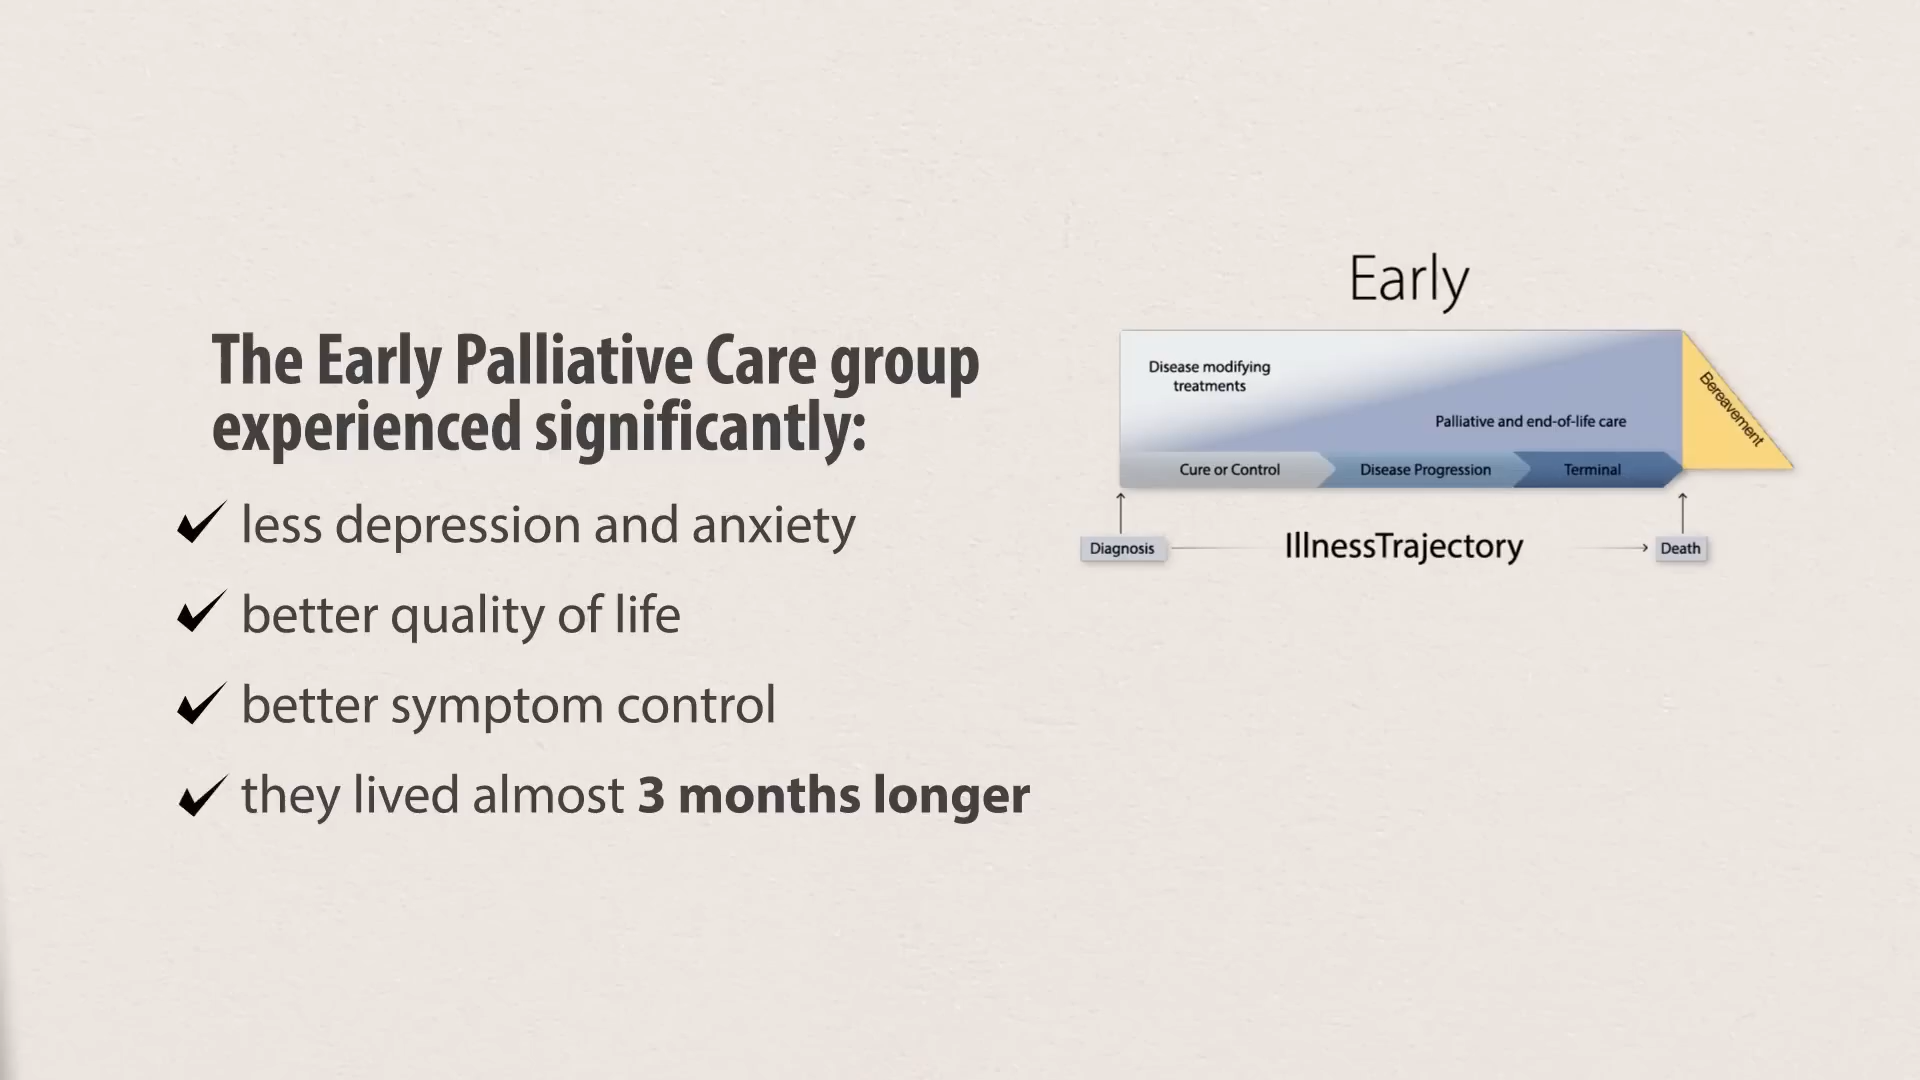 The Early Palliative Care group
experienced significantly:
less depression and anxiety
better quality of life
better symptom control
they lived almost 3 months longer
Early
Disease modifying
treatments
Palliative and end-of-life care
Bereavement
Cure or Control
Disease Progression
Terminal
Diagnosis
IllnessTrajectory
Death